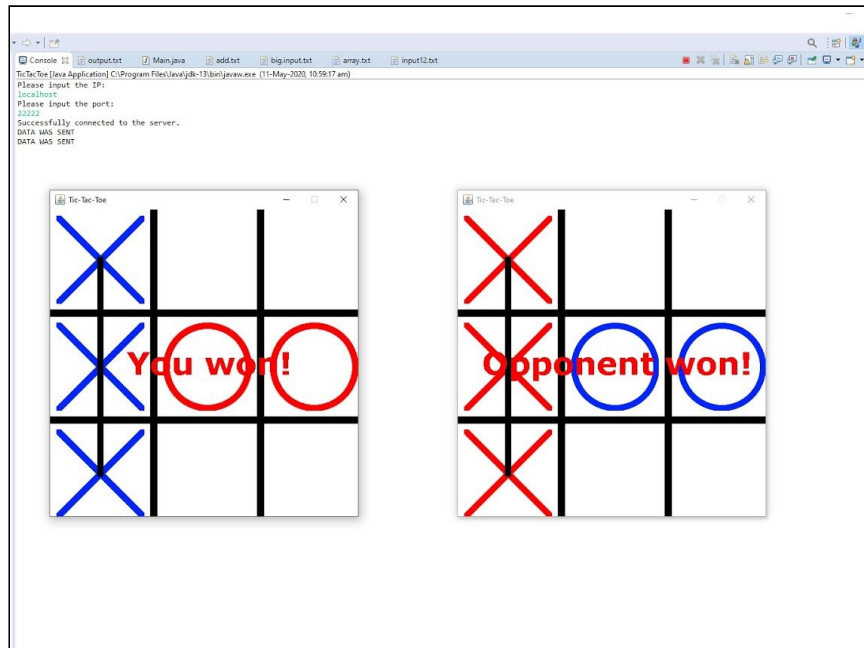 Console output.txt Main.java add.txt big.input.txt array.txt input12.txt
TicTacToe [Java Application] C:\Program Files\Java\jdk-13\bin\javaw.exe (11-May-2020, 10:59:17 am)
Please input the IP:
localhost
Please input the port:
22222
Successfully connected to the server.
DATA WAS SENT
DATA WAS SENT
Tic-Tac-Toe
You won!
Tic-Tac-Toe
Opponent won!